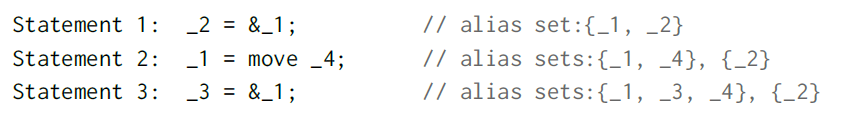 Statement 1:  _2 = &_1;            // alias set:{_1, _2}
Statement 2:  _1 = move _4;        // alias sets:{_1, _4}, {_2}
Statement 3:  _3 = &_1;            // alias sets:{_1, _3, _4}, {_2}